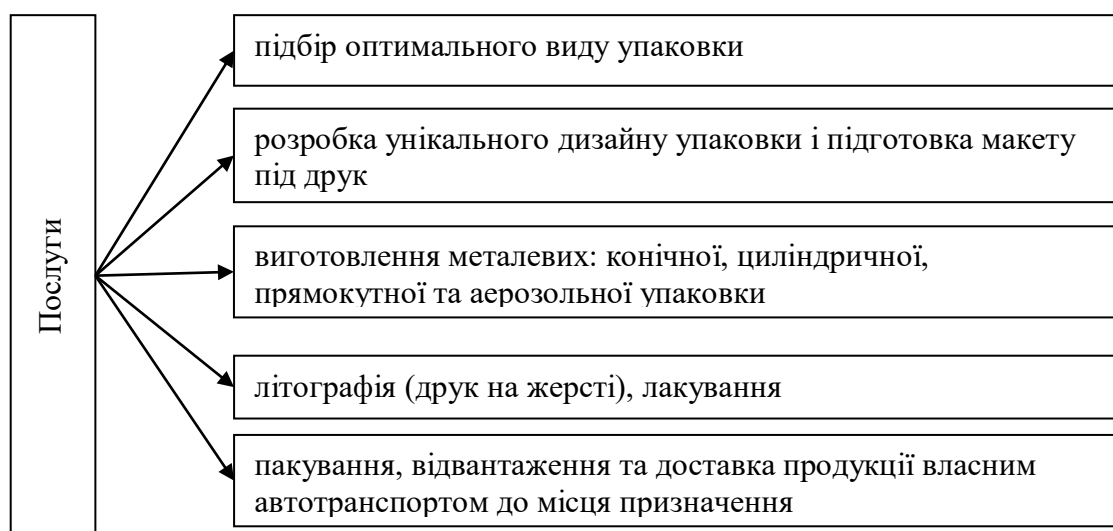 Послуги
підбір оптимального виду упаковки
розробка унікального дизайну упаковки і підготовка макету
під друк
виготовлення металевих: конічної, циліндричної,
прямокутної та аерозольної упаковки
літографія (друк на жерсті), лакування
пакування, відвантаження та доставка продукції власним
автотранспортом до місця призначення